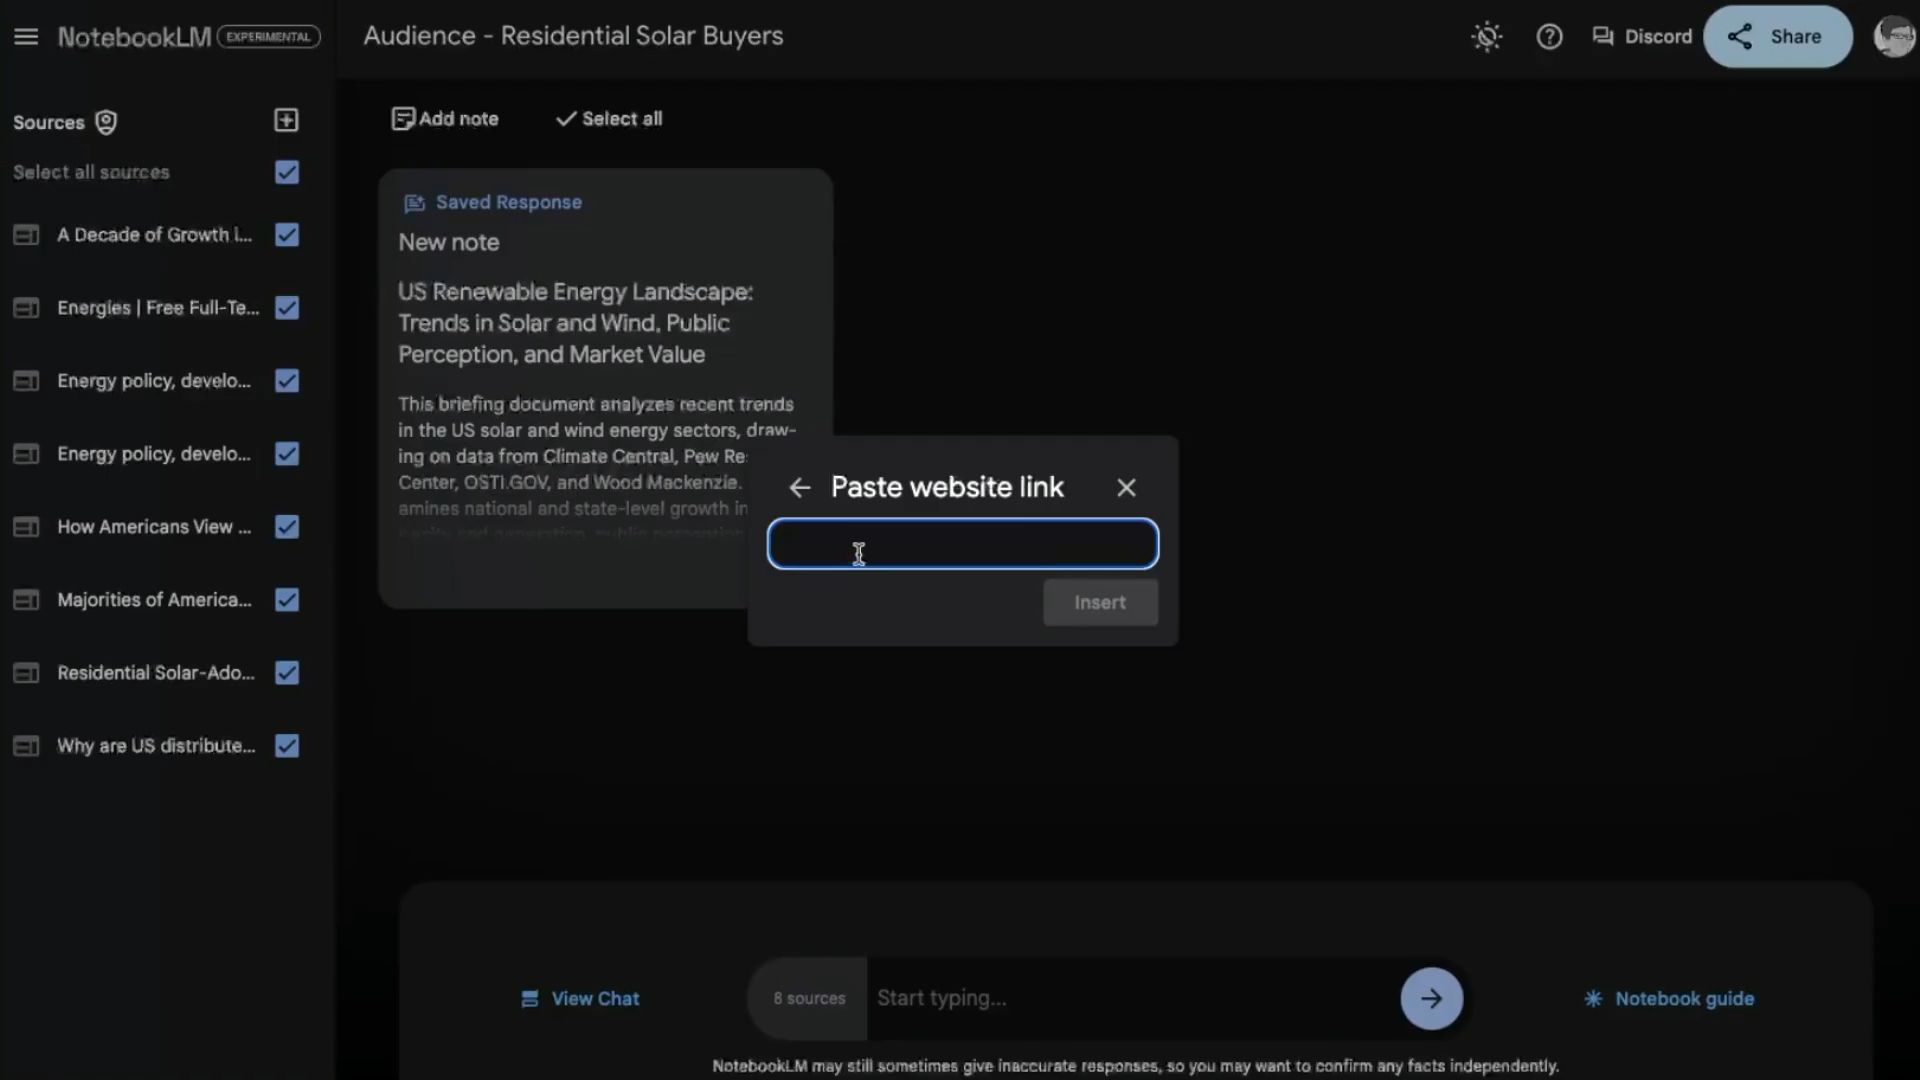 NotebookLM EXPERIMENTAL
Audience - Residential Solar Buyers
Discord
Share
Sources
Select all sources
A Decade of Growth i...
Energies | Free Full-Te...
Energy policy, develo...
Energy policy, develo...
How Americans View ...
Majorities of America...
Residential Solar-Ado...
Why are US distribute...
Add note
Select all
Saved Response
New note
US Renewable Energy Landscape:
Trends in Solar and Wind, Public
Perception, and Market Value
This briefing document analyzes recent trends
in the US solar and wind energy sectors, draw-
ing on data from Climate Central, Pew Re
Center, OSTI.GOV, and Wood Mackenzie.
amines national and state-level growth in
Paste website link
Insert
View Chat
8 sources
Start typing...
Notebook guide
NotebookLM may still sometimes give inaccurate responses, so you may want to confirm any facts independently.